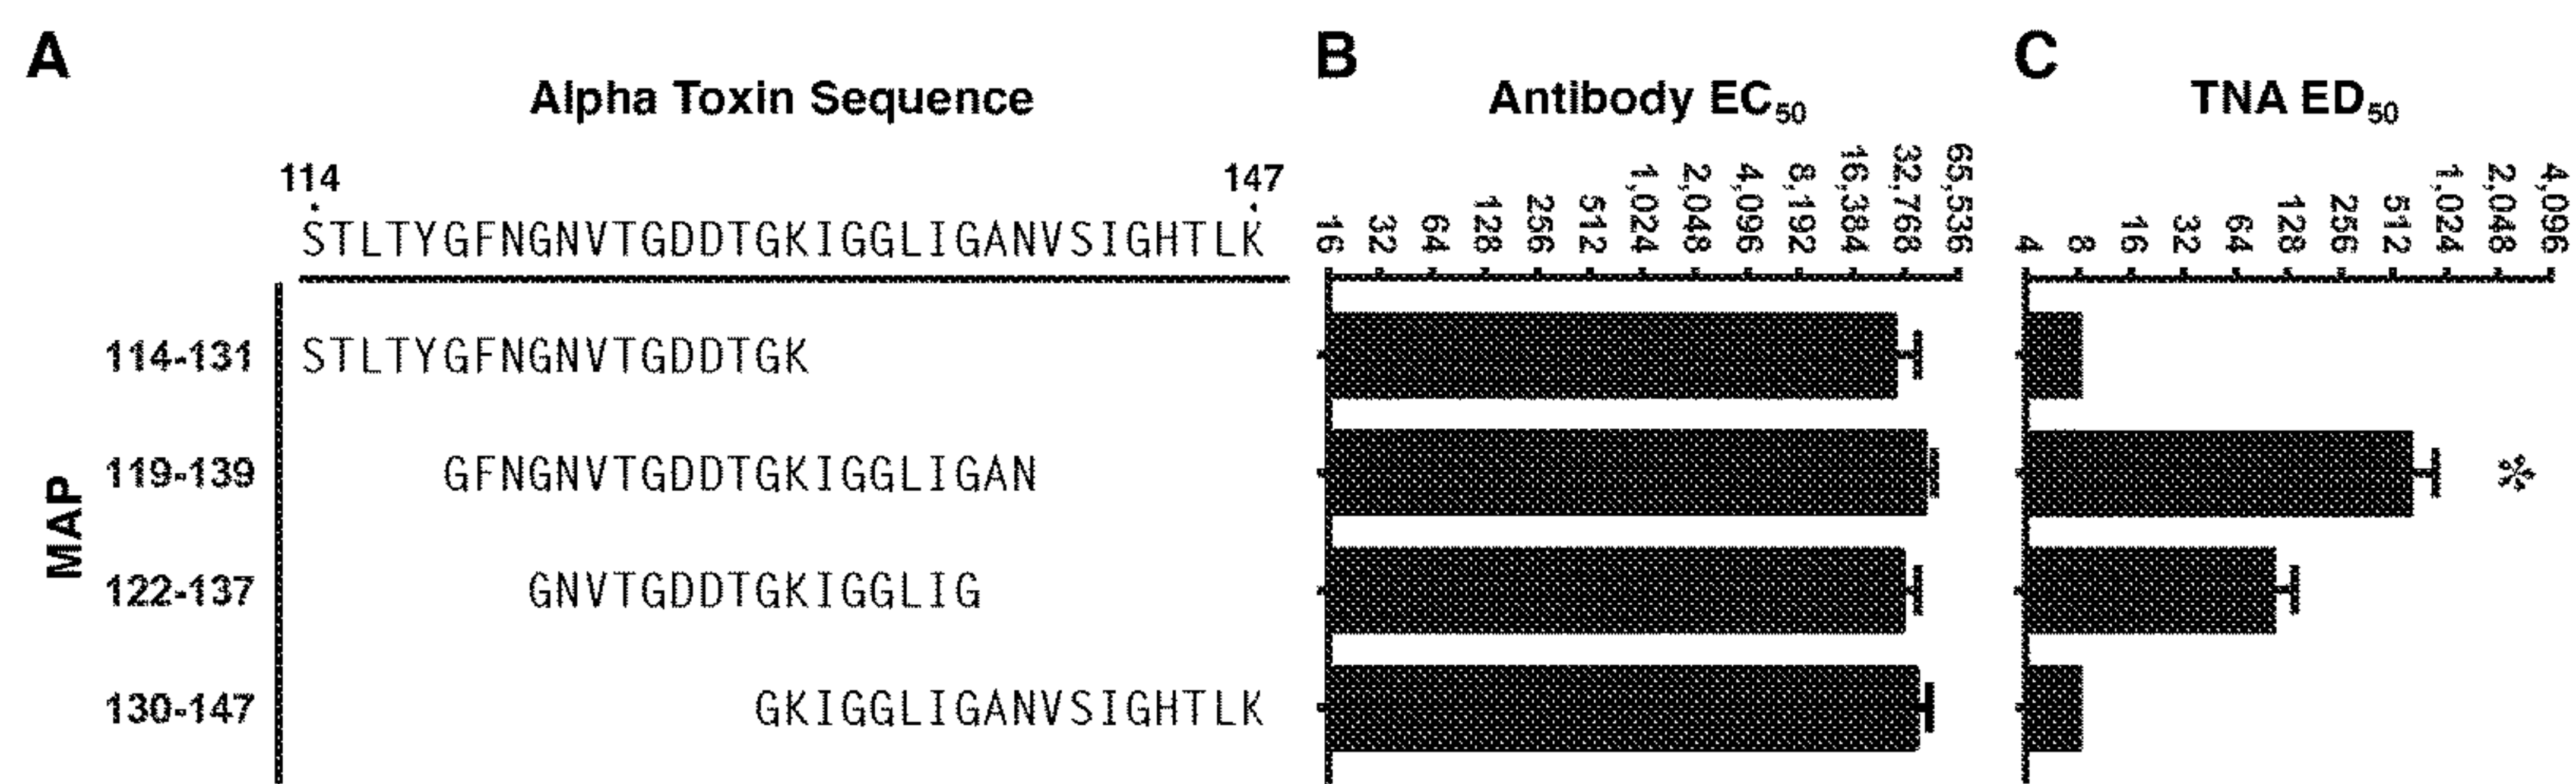 A
Alpha Toxin Sequence
114 147
STLTYGFNGNVTGDDTGKIGGLIGANVSIGHTLK
MAP
114-131 STLTYGFNGNVTGDDTGK
119-139 GFNGNVTGDDTGKIGGLIGAN
122-137 GNVTGDDTGKIGGLIG
130-147 GKIGGLIGANVSIGHTLK
B
Antibody EC50
16 32 64 128 256 512 1,024 2,048 4,096 8,192 16,384 32,768 65,536
C
TNA ED50
4 8 16 32 64 128 256 512 1,024 2,048 4,096
*